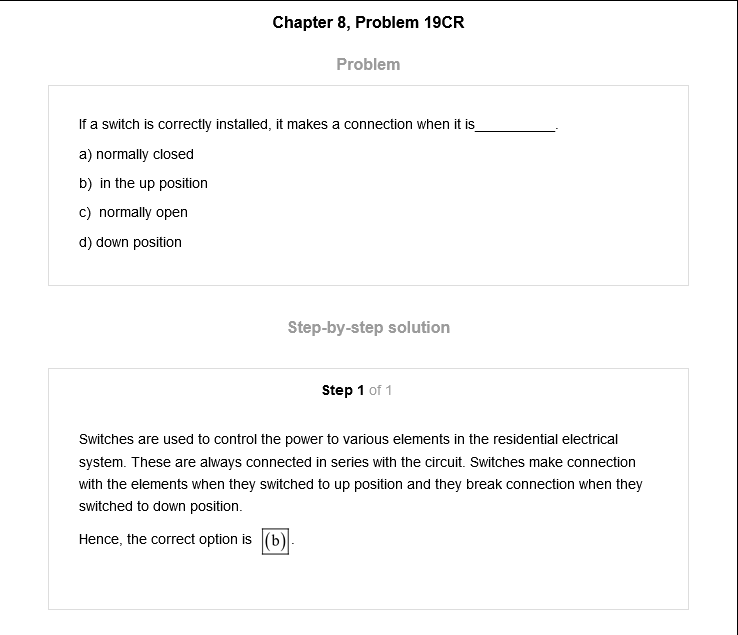 Chapter 8, Problem 19CR
Problem
If a switch is correctly installed, it makes a connection when it is__________.
a) normally closed
b) in the up position
c) normally open
d) down position
Step-by-step solution
Step 1 of 1
Switches are used to control the power to various elements in the residential electrical
system. These are always connected in series with the circuit. Switches make connection
with the elements when they switched to up position and they break connection when they
switched to down position.
Hence, the correct option is (b).